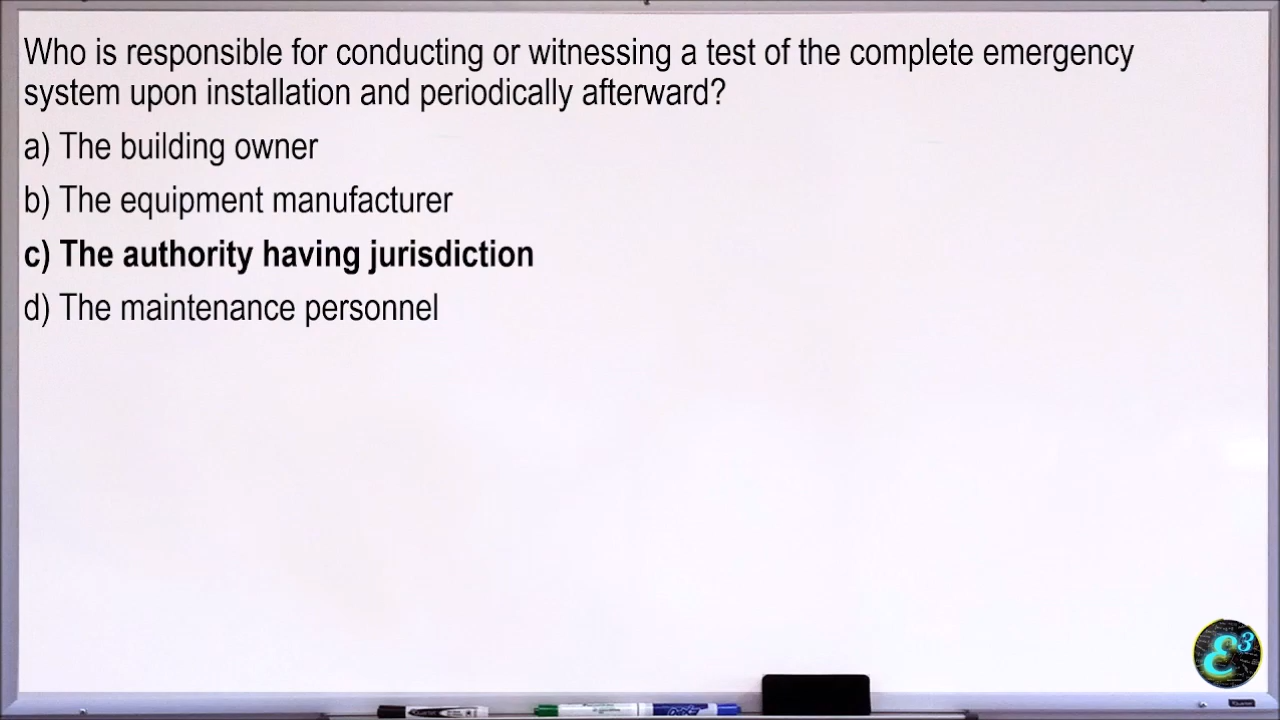 Who is responsible for conducting or witnessing a test of the complete emergency
system upon installation and periodically afterward?
a) The building owner
b) The equipment manufacturer
c) The authority having jurisdiction
d) The maintenance personnel
ε3